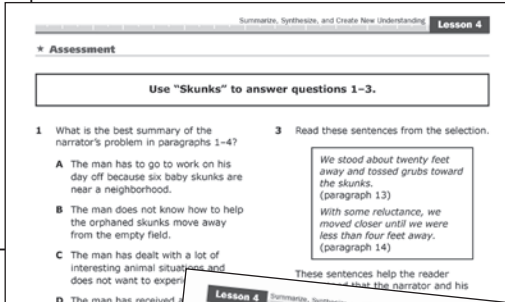 Summarize, Synthesize, and Create New Understanding Lesson 4
★ Assessment
Use "Skunks" to answer questions 1–3.
1 What is the best summary of the
narrator's problem in paragraphs 1–4?
A The man has to go to work on his
day off because six baby skunks are
near a neighborhood.
B The man does not know how to help
the orphaned skunks move away
from the empty field.
C The man has dealt with a lot of
interesting animal situations and
does not want to
D The man has received
3 Read these sentences from the selection.
We stood about twenty feet
away and tossed grubs toward
the skunks.
(paragraph 13)
With some reluctance, we
moved closer until we were
less than four feet away.
(paragraph 14)
These sentences help the reader
that the narrator and his
Lesson 4 Summarize,